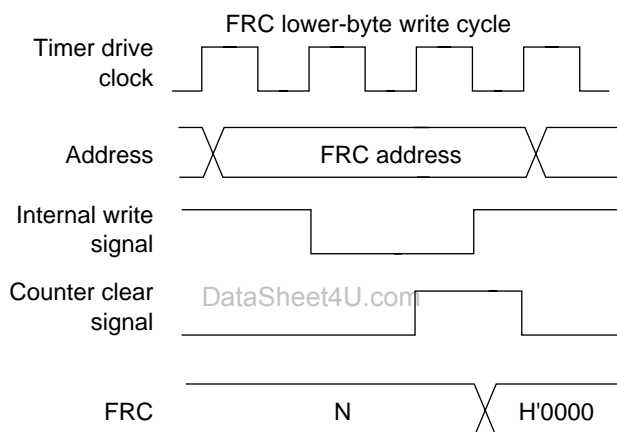 FRC lower-byte write cycle
Timer drive
clock
Address
FRC address
Internal write
signal
Counter clear
signal
DataSheet4U.com
FRC
N
H'0000